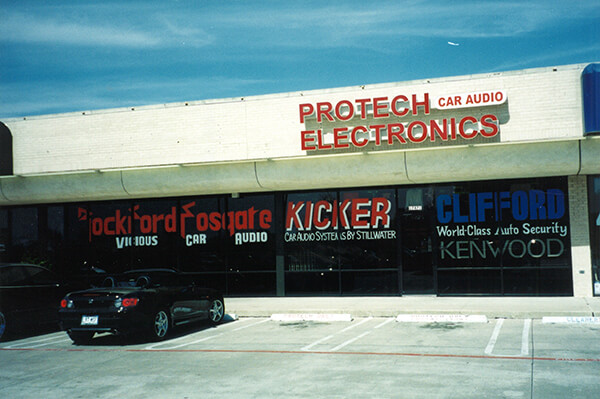 PROTECH CAR AUDIO
ELECTRONICS
Rockford Fosgate
VICIOUS CAR AUDIO
KICKER
CAR AUDIO SYSTEMS BY STILLWATER
CLIFFORD
World-Class Auto Security
KENWOOD